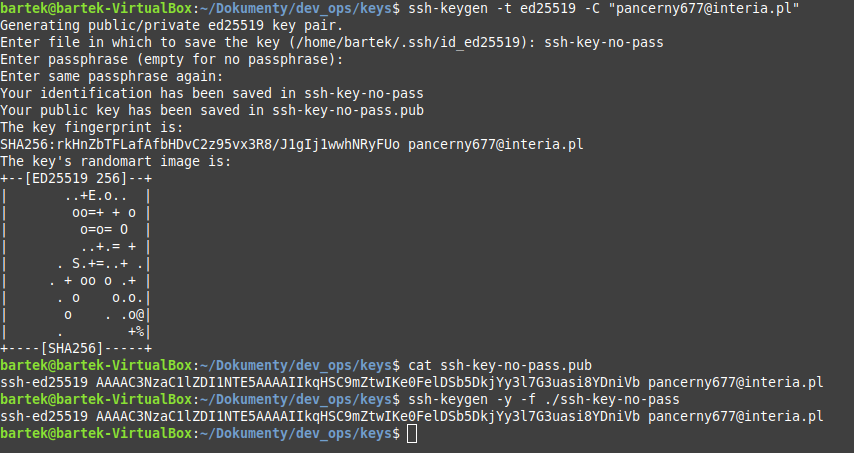 bartek@bartek-VirtualBox:~/Dokumenty/dev_ops/keys$ ssh-keygen -t ed25519 -C "pancerny677@interia.pl"
Generating public/private ed25519 key pair.
Enter file in which to save the key (/home/bartek/.ssh/id_ed25519): ssh-key-no-pass
Enter passphrase (empty for no passphrase):
Enter same passphrase again:
Your identification has been saved in ssh-key-no-pass
Your public key has been saved in ssh-key-no-pass.pub
The key fingerprint is:
SHA256:rkHnZbTFLafAfbHDvC2z95vx3R8/J1gIj1wwhNRyFUo pancerny677@interia.pl
The key's randomart image is:
+--[ED25519 256]--+
|       ..+E.o..  |
|        oo=+ + o |
|         o=o= O  |
|         ..+.= + |
|      . S.+=..+ .|
|     . + oo o .+ |
|      . o    o.o.|
|       o    . .o@|
|      .        +%|
+----[SHA256]-----+
bartek@bartek-VirtualBox:~/Dokumenty/dev_ops/keys$ cat ssh-key-no-pass.pub
ssh-ed25519 AAAAC3NzaC1lZDI1NTE5AAAAIIkqHSC9mZtwIKe0FelDSb5DkjYy3l7G3uasi8YDniVb pancerny677@interia.pl
bartek@bartek-VirtualBox:~/Dokumenty/dev_ops/keys$ ssh-keygen -y -f ./ssh-key-no-pass
ssh-ed25519 AAAAC3NzaC1lZDI1NTE5AAAAIIkqHSC9mZtwIKe0FelDSb5DkjYy3l7G3uasi8YDniVb pancerny677@interia.pl
bartek@bartek-VirtualBox:~/Dokumenty/dev_ops/keys$